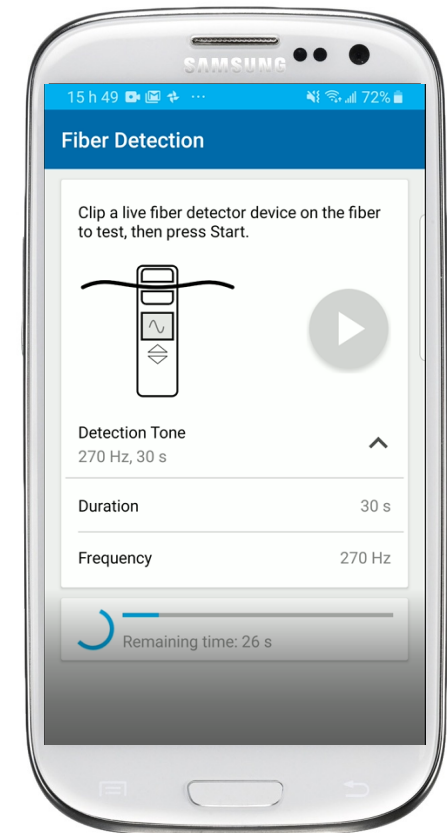 SAMSUNG
15 h 49 ... 72%
Fiber Detection
Clip a live fiber detector device on the fiber
to test, then press Start.
Detection Tone
270 Hz, 30 s
Duration 30 s
Frequency 270 Hz
Remaining time: 26 s